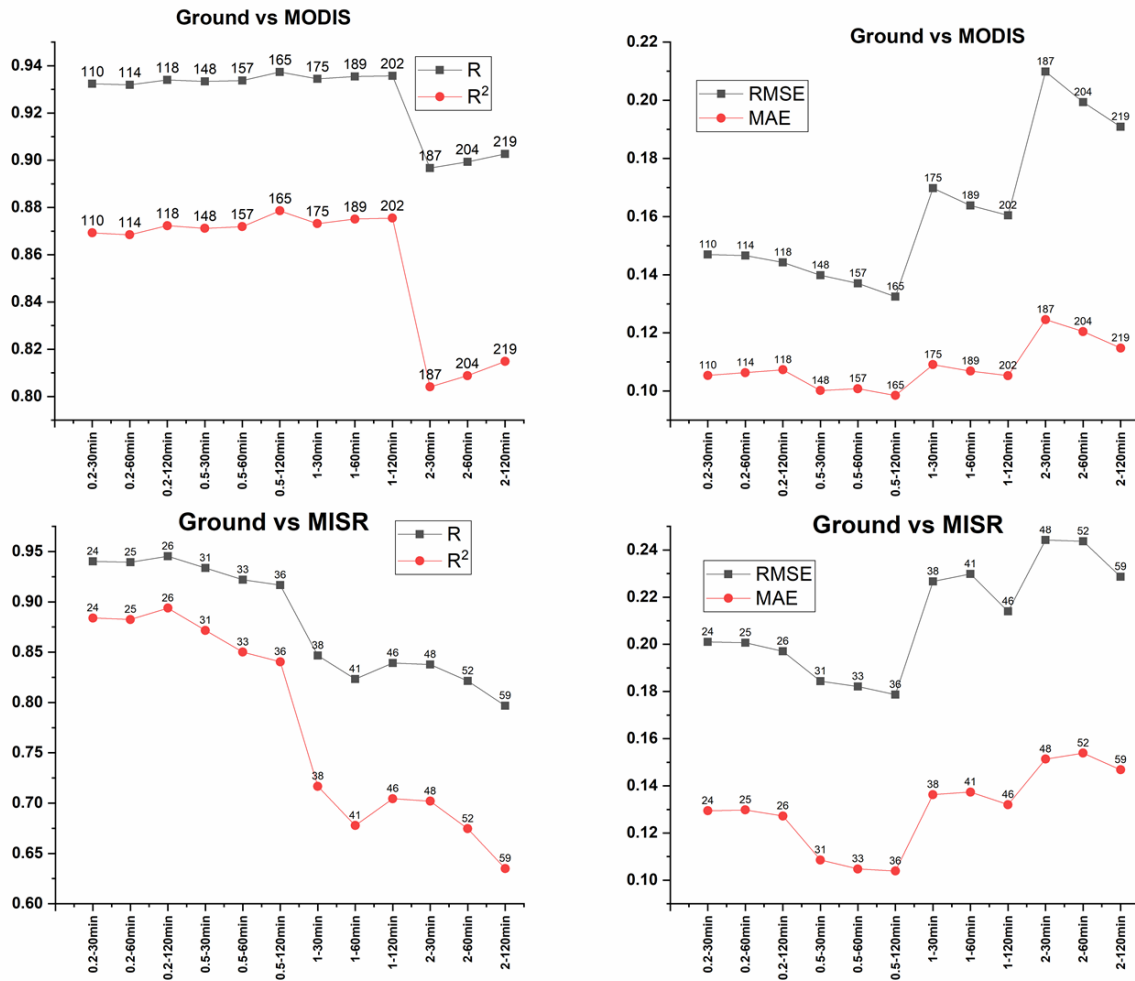 Ground vs MODIS
0.94
0.92
0.90
0.88
0.86
0.84
0.82
0.80
R
R²
110 114 118 148 157 165 175 189 202 187 204 219
110 114 118 148 157 165 175 189 202 187 204 219
0.2-30min
0.2-60min
0.2-120min
0.5-30min
0.5-60min
0.5-120min
1-30min
1-60min
1-120min
2-30min
2-60min
2-120min
Ground vs MODIS
0.22
0.20
0.18
0.16
0.14
0.12
0.10
RMSE
MAE
110 114 118 148 157 165 175 189 202 187 204 219
110 114 118 148 157 165 175 189 202 187 204 219
0.2-30min
0.2-60min
0.2-120min
0.5-30min
0.5-60min
0.5-120min
1-30min
1-60min
1-120min
2-30min
2-60min
2-120min
Ground vs MISR
0.95
0.90
0.85
0.80
0.75
0.70
0.65
0.60
R
R²
24 25 26 31 33 36 38 41 46 48 52 59
24 25 26 31 33 36 38 41 46 48 52 59
0.2-30min
0.2-60min
0.2-120min
0.5-30min
0.5-60min
0.5-120min
1-30min
1-60min
1-120min
2-30min
2-60min
2-120min
Ground vs MISR
0.24
0.22
0.20
0.18
0.16
0.14
0.12
0.10
RMSE
MAE
24 25 26 31 33 36 38 41 46 48 52 59
24 25 26 31 33 36 38 41 46 48 52 59
0.2-30min
0.2-60min
0.2-120min
0.5-30min
0.5-60min
0.5-120min
1-30min
1-60min
1-120min
2-30min
2-60min
2-120min